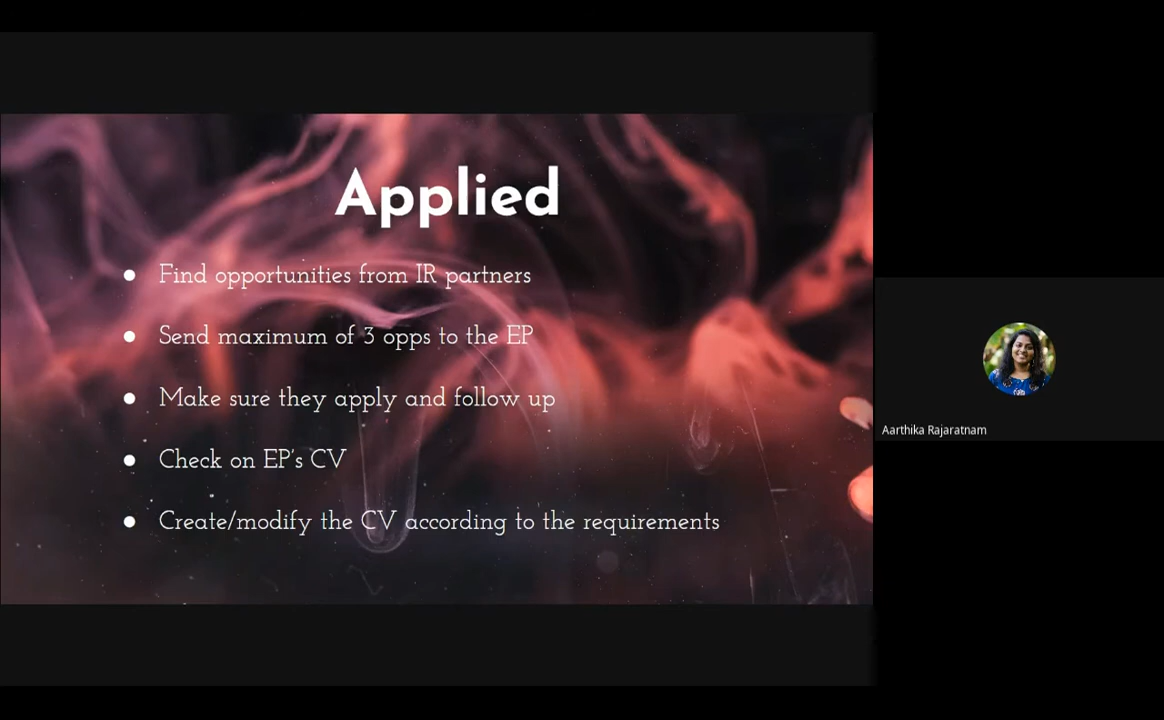 Applied
● Find opportunities from IR partners
● Send maximum of 3 opps to the EP
● Make sure they apply and follow up
● Check on EP's CV
● Create/modify the CV according to the requirements
Aarthika Rajaratnam